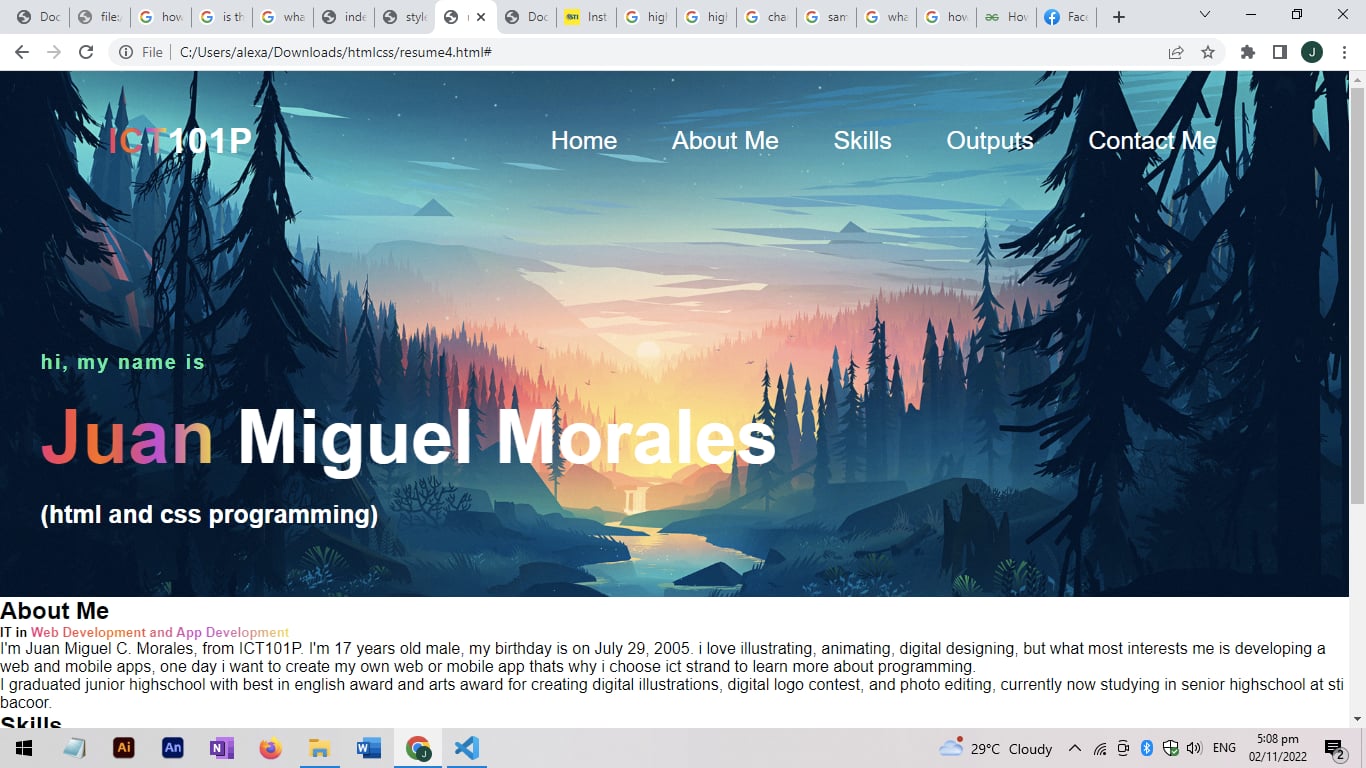 Doc
file:/
how
is th
wha
inde
style
Doc
Inst
high
high
cha
sam
wha
how
Hov
Face
File
C:/Users/alexa/Downloads/htmlcss/resume4.html#
J
ICT101P
Home About Me Skills Outputs Contact Me
hi, my name is
Juan Miguel Morales
(html and css programming)
About Me
IT in Web Development and App Development
I'm Juan Miguel C. Morales, from ICT101P. I'm 17 years old male, my birthday is on July 29, 2005. i love illustrating, animating, digital designing, but what most interests me is developing a
web and mobile apps, one day i want to create my own web or mobile app thats why i choose ict strand to learn more about programming.
I graduated junior highschool with best in english award and arts award for creating digital illustrations, digital logo contest, and photo editing, currently now studying in senior highschool at sti
bacoor.
Skills
Ai
An
N
W
J
29°C Cloudy
ENG
5:08 pm
02/11/2022
2